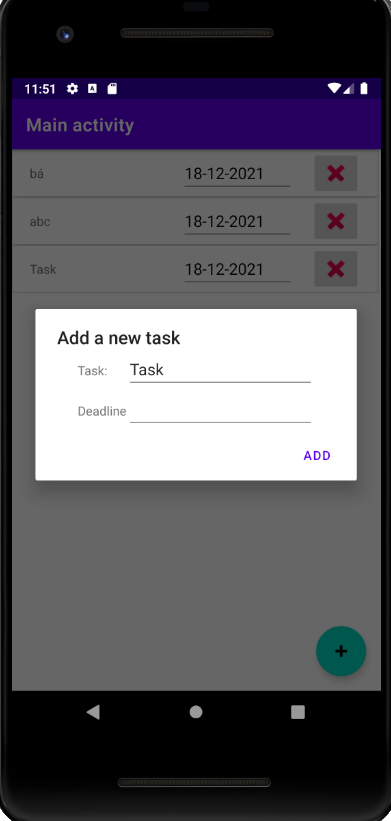 11:51
Main activity
bá 18-12-2021
abc 18-12-2021
Task 18-12-2021
Add a new task
Task: Task
Deadline
ADD
+